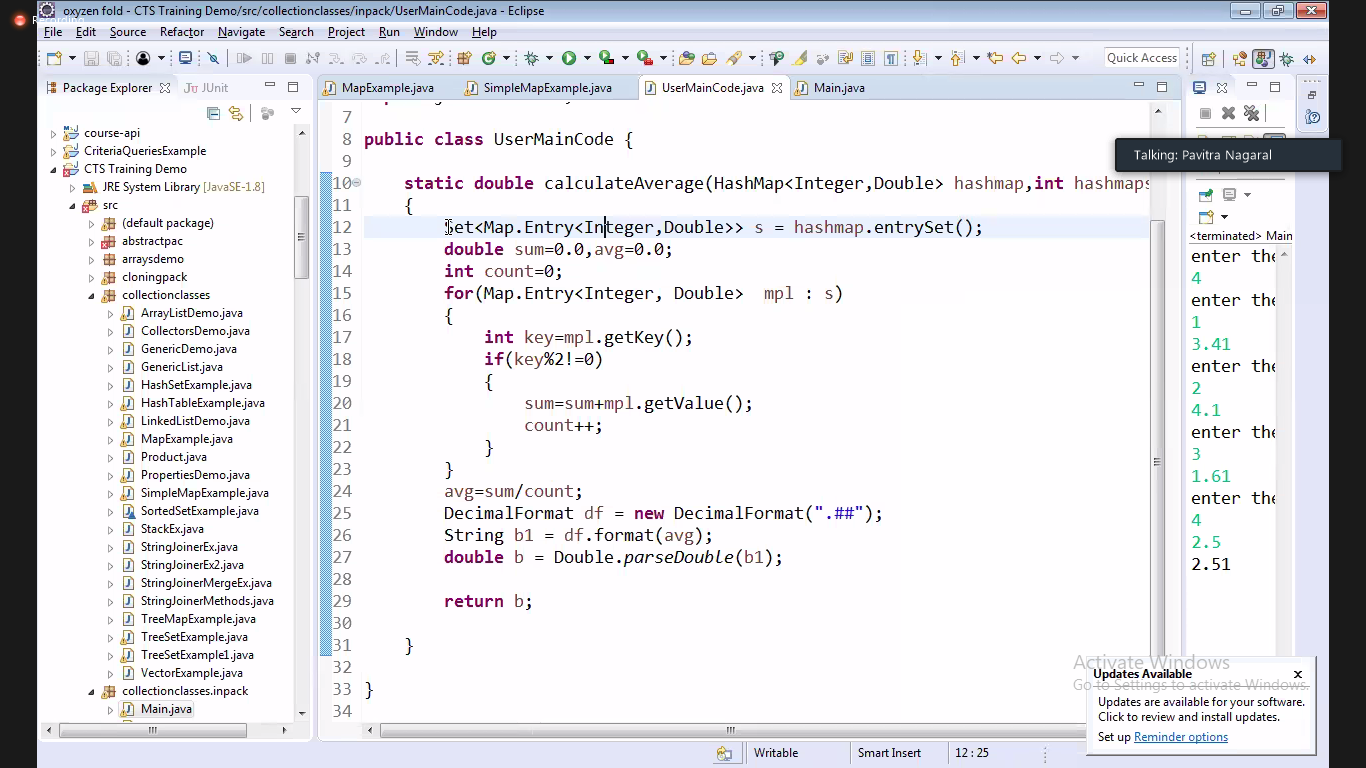 oxyzen fold - CTS Training Demo/src/collectionclasses/inpack/UserMainCode.java - Eclipse
File Edit Source Refactor Navigate Search Project Run Window Help
Quick Access
Package Explorer JUnit
MapExample.java SimpleMapExample.java UserMainCode.java Main.java
course-api
CriteriaQueriesExample
CTS Training Demo
JRE System Library [JavaSE-1.8]
src
(default package)
abstractpac
arraysdemo
cloningpack
collectionclasses
ArrayListDemo.java
CollectorsDemo.java
GenericDemo.java
GenericList.java
HashSetExample.java
HashTableExample.java
LinkedListDemo.java
MapExample.java
Product.java
PropertiesDemo.java
SimpleMapExample.java
SortedSetExample.java
StackEx.java
StringJoinerEx.java
StringJoinerEx2.java
StringJoinerMergeEx.java
StringJoinerMethods.java
TreeMapExample.java
TreeSetExample.java
TreeSetExample1.java
VectorExample.java
collectionclasses.inpack
Main.java
7
8 public class UserMainCode {
9
10 static double calculateAverage(HashMap<Integer,Double> hashmap,int hashmaps
11 {
12 Set<Map.Entry<Integer,Double>> s = hashmap.entrySet();
13 double sum=0.0,avg=0.0;
14 int count=0;
15 for(Map.Entry<Integer, Double> mpl : s)
16 {
17 int key=mpl.getKey();
18 if(key%2!=0)
19 {
20 sum=sum+mpl.getValue();
21 count++;
22 }
23 }
24 avg=sum/count;
25 DecimalFormat df = new DecimalFormat(".##");
26 String b1 = df.format(avg);
27 double b = Double.parseDouble(b1);
28
29 return b;
30
31 }
32
33 }
34
Talking: Pavitra Nagaral
<terminated> Main
enter the
4
enter the
1
3.41
enter the
2
4.1
enter the
3
1.61
enter the
4
2.5
2.51
Activate Windows
Go to Settings to activate Windows.
Updates Available
Updates are available for your software.
Click to review and install updates.
Set up Reminder options
Writable Smart Insert 12 : 25